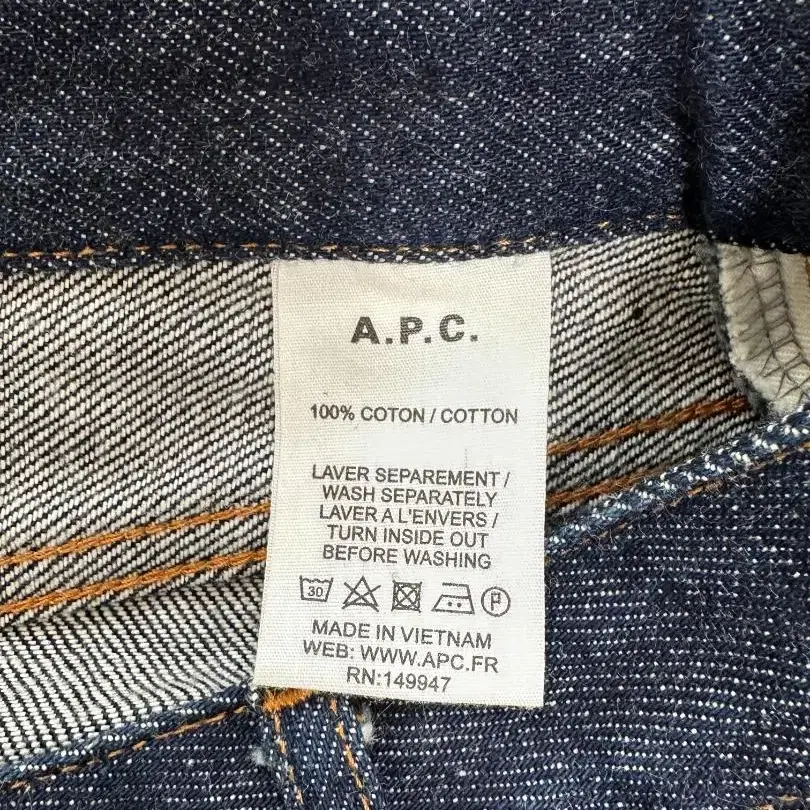 A.P.C.
100% COTON / COTTON
LAVER SEPAREMENT /
WASH SEPARATELY
LAVER A L'ENVERS /
TURN INSIDE OUT
BEFORE WASHING
30 P
MADE IN VIETNAM
WEB: WWW.APC.FR
RN:149947